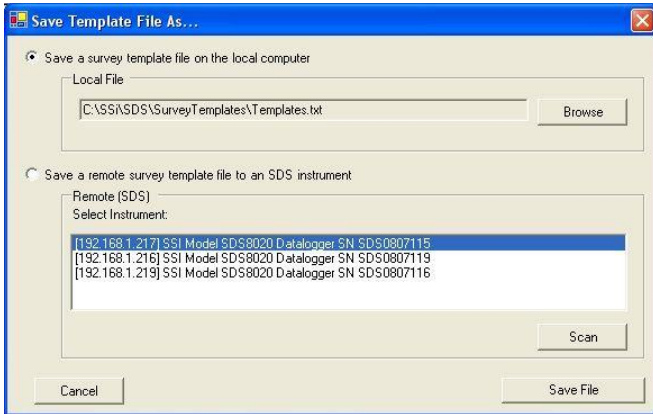 Save Template File As...
Save a survey template file on the local computer
Local File
C:\SSi\SDS\SurveyTemplates\Templates.txt
Browse
Save a remote survey template file to an SDS instrument
Remote (SDS)
Select Instrument:
[192.168.1.217] SSI Model SDS8020 Datalogger SN SDS0807115
[192.168.1.216] SSI Model SDS8020 Datalogger SN SDS0807119
[192.168.1.219] SSI Model SDS8020 Datalogger SN SDS0807116
Scan
Cancel
Save File